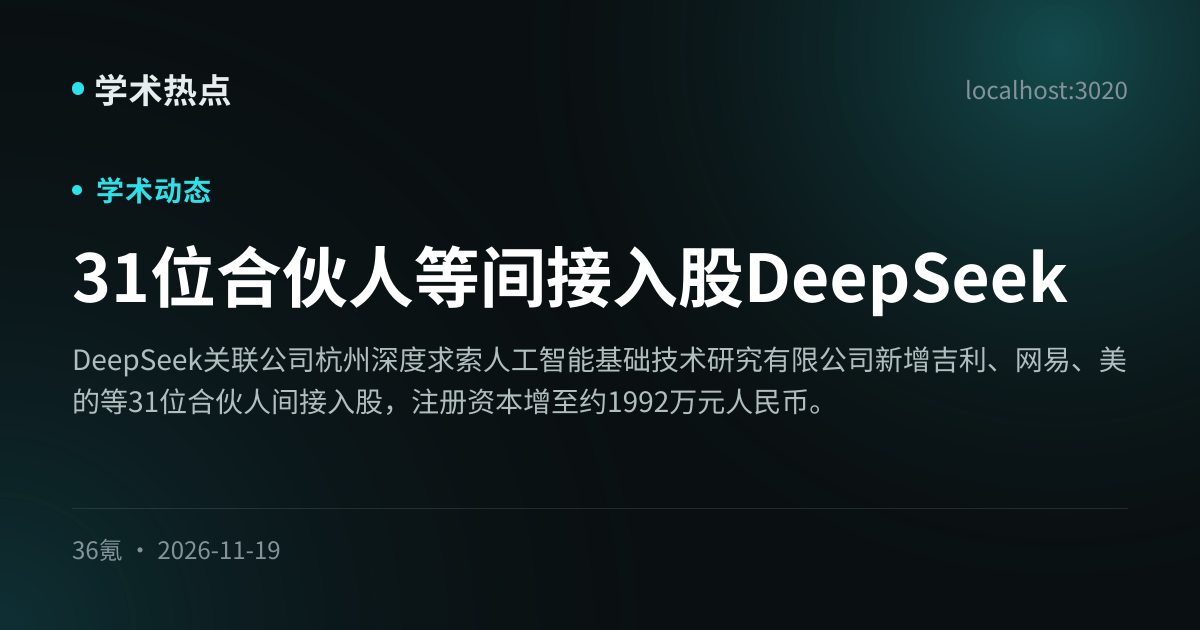 学术热点
localhost:3020
学术动态
31位合伙人等间接入股DeepSeek
DeepSeek关联公司杭州深度求索人工智能基础技术研究有限公司新增吉利、网易、美
的等31位合伙人间接入股，注册资本增至约1992万元人民币。
36氪 · 2026-11-19